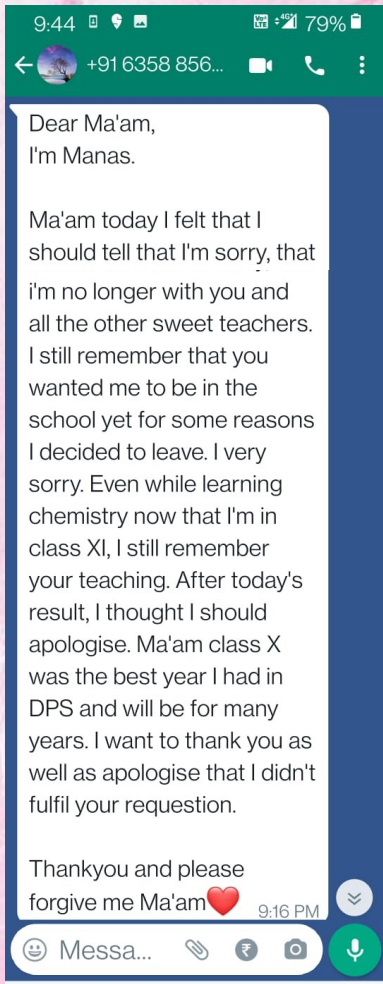 9:44
VoLTE 4G 79%
+91 6358 856...
Dear Ma'am,
I'm Manas.
Ma'am today I felt that I
should tell that I'm sorry, that
i'm no longer with you and
all the other sweet teachers.
I still remember that you
wanted me to be in the
school yet for some reasons
I decided to leave. I very
sorry. Even while learning
chemistry now that I'm in
class XI, I still remember
your teaching. After today's
result, I thought I should
apologise. Ma'am class X
was the best year I had in
DPS and will be for many
years. I want to thank you as
well as apologise that I didn't
fulfil your requestion.
Thankyou and please
forgive me Ma'am❤️
9:16 PM
Messa...
₹